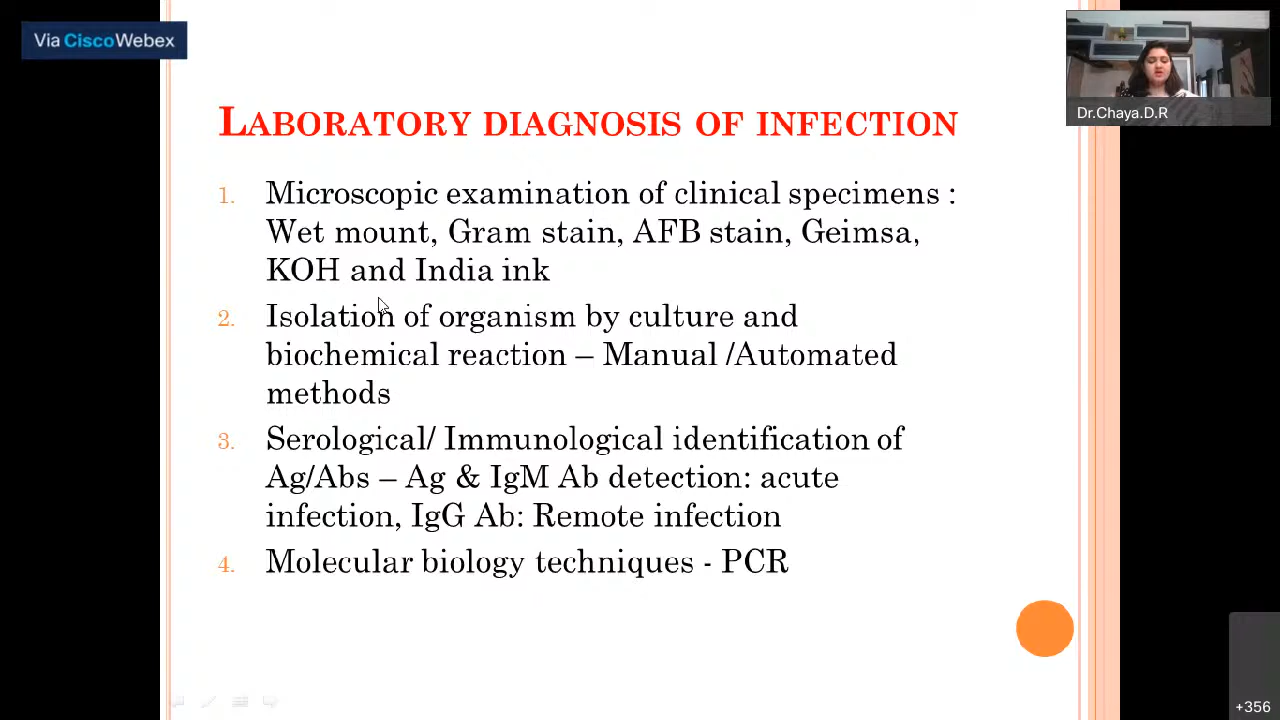 Via CiscoWebex
Dr.Chaya.D.R
LABORATORY DIAGNOSIS OF INFECTION
1. Microscopic examination of clinical specimens :
Wet mount, Gram stain, AFB stain, Geimsa,
KOH and India ink
2. Isolation of organism by culture and
biochemical reaction – Manual /Automated
methods
3. Serological/ Immunological identification of
Ag/Abs – Ag & IgM Ab detection: acute
infection, IgG Ab: Remote infection
4. Molecular biology techniques - PCR
+356